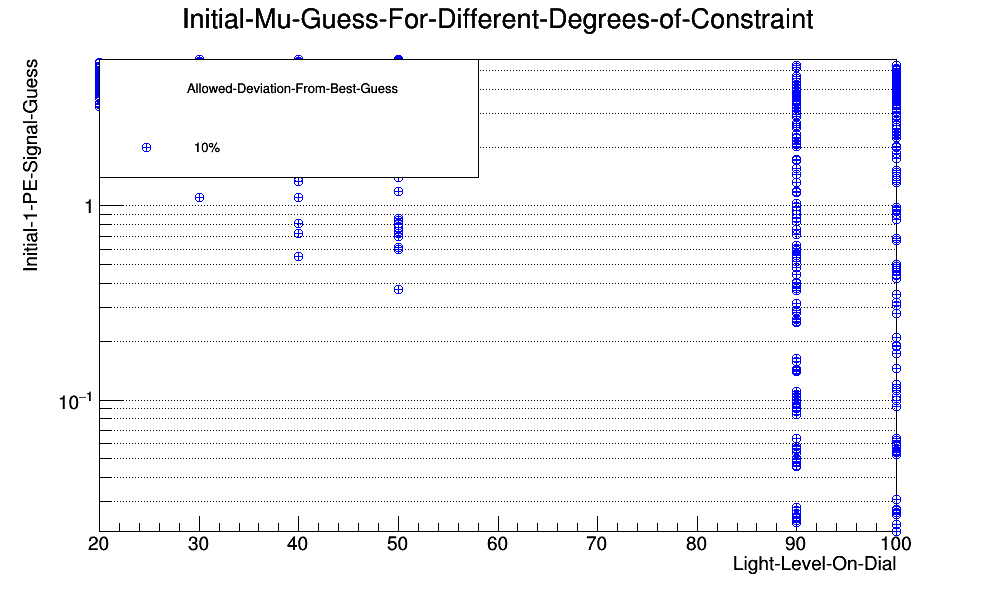 Initial-Mu-Guess-For-Different-Degrees-of-Constraint
Initial-1-PE-Signal-Guess
Allowed-Deviation-From-Best-Guess
10%
1
10⁻¹
20 30 40 50 60 70 80 90 100
Light-Level-On-Dial